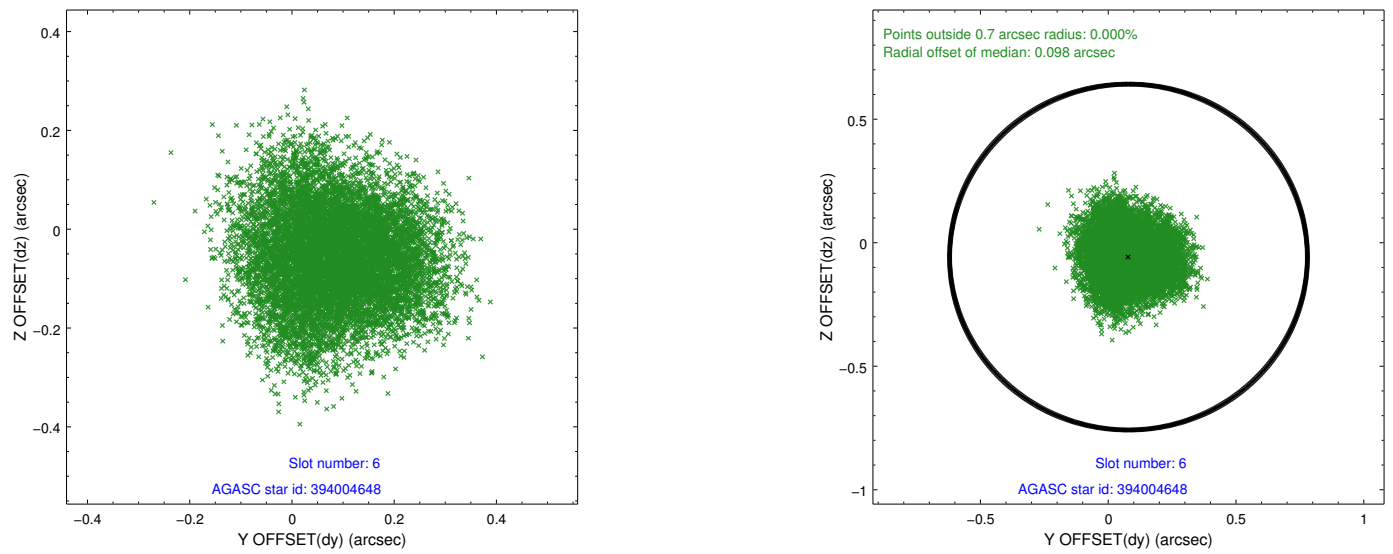 0.4
0.2
0
−0.2
−0.4
Z OFFSET(dz) (arcsec)
Slot number: 6
AGASC star id: 394004648
−0.4
−0.2
0
0.2
0.4
Y OFFSET(dy) (arcsec)
Points outside 0.7 arcsec radius: 0.000%
Radial offset of median: 0.098 arcsec
0.5
0
−0.5
−1
Z OFFSET(dz) (arcsec)
Slot number: 6
AGASC star id: 394004648
−0.5
0
0.5
1
Y OFFSET(dy) (arcsec)